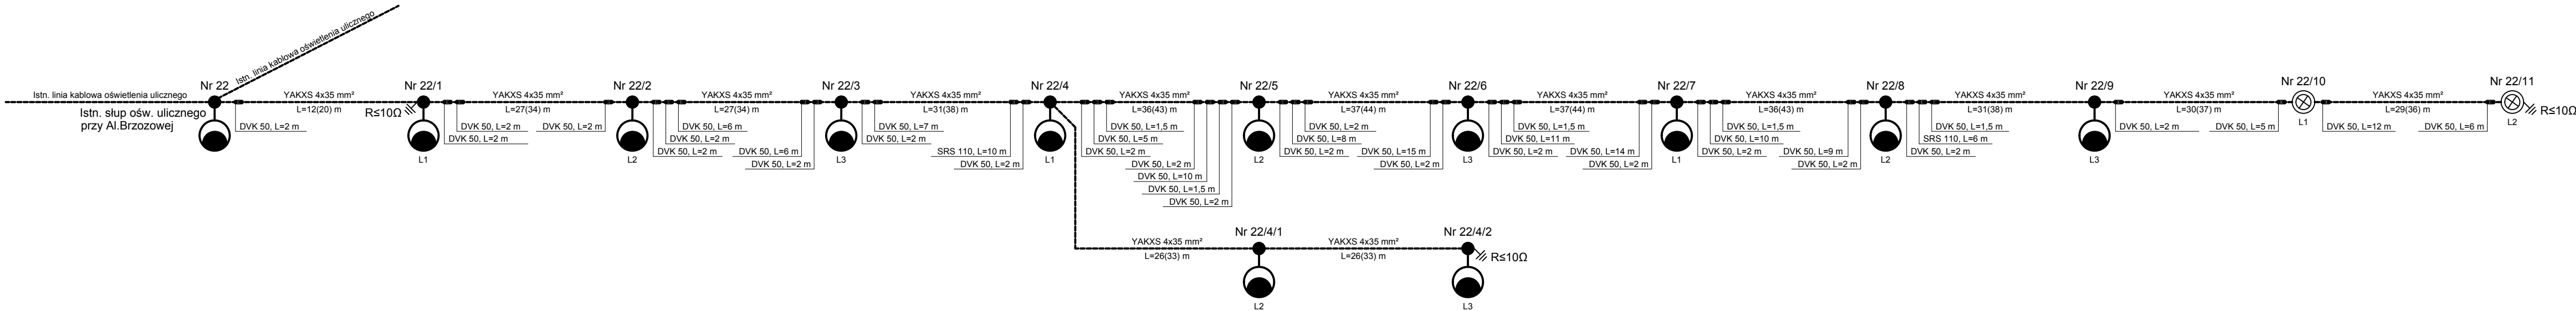 Istn. linia kablowa oświetlenia ulicznego
Istn. linia kablowa oświetlenia ulicznego
Istn. słup ośw. ulicznego
przy Al.Brzozowej
Nr 22
YAKXS 4x35 mm²
L=12(20) m
DVK 50, L=2 m
Nr 22/1
R≤10Ω
L1
YAKXS 4x35 mm²
L=27(34) m
DVK 50, L=2 m
DVK 50, L=2 m
DVK 50, L=2 m
Nr 22/2
L2
YAKXS 4x35 mm²
L=27(34) m
DVK 50, L=6 m
DVK 50, L=2 m
DVK 50, L=2 m
DVK 50, L=6 m
DVK 50, L=2 m
Nr 22/3
L3
YAKXS 4x35 mm²
L=31(38) m
DVK 50, L=7 m
DVK 50, L=2 m
SRS 110, L=10 m
DVK 50, L=2 m
Nr 22/4
L1
YAKXS 4x35 mm²
L=36(43) m
DVK 50, L=1,5 m
DVK 50, L=5 m
DVK 50, L=2 m
DVK 50, L=2 m
DVK 50, L=10 m
DVK 50, L=1,5 m
DVK 50, L=2 m
Nr 22/5
L2
YAKXS 4x35 mm²
L=37(44) m
DVK 50, L=2 m
DVK 50, L=8 m
DVK 50, L=2 m
DVK 50, L=15 m
DVK 50, L=2 m
Nr 22/6
L3
YAKXS 4x35 mm²
L=37(44) m
DVK 50, L=1,5 m
DVK 50, L=11 m
DVK 50, L=2 m
DVK 50, L=14 m
DVK 50, L=2 m
Nr 22/7
L1
YAKXS 4x35 mm²
L=36(43) m
DVK 50, L=1,5 m
DVK 50, L=10 m
DVK 50, L=2 m
DVK 50, L=9 m
DVK 50, L=2 m
Nr 22/8
L2
YAKXS 4x35 mm²
L=31(38) m
DVK 50, L=1,5 m
SRS 110, L=6 m
DVK 50, L=2 m
Nr 22/9
L3
YAKXS 4x35 mm²
L=30(37) m
DVK 50, L=2 m
DVK 50, L=5 m
Nr 22/10
L1
YAKXS 4x35 mm²
L=29(36) m
DVK 50, L=12 m
DVK 50, L=6 m
Nr 22/11
R≤10Ω
L2
YAKXS 4x35 mm²
L=26(33) m
Nr 22/4/1
L2
YAKXS 4x35 mm²
L=26(33) m
Nr 22/4/2
R≤10Ω
L3